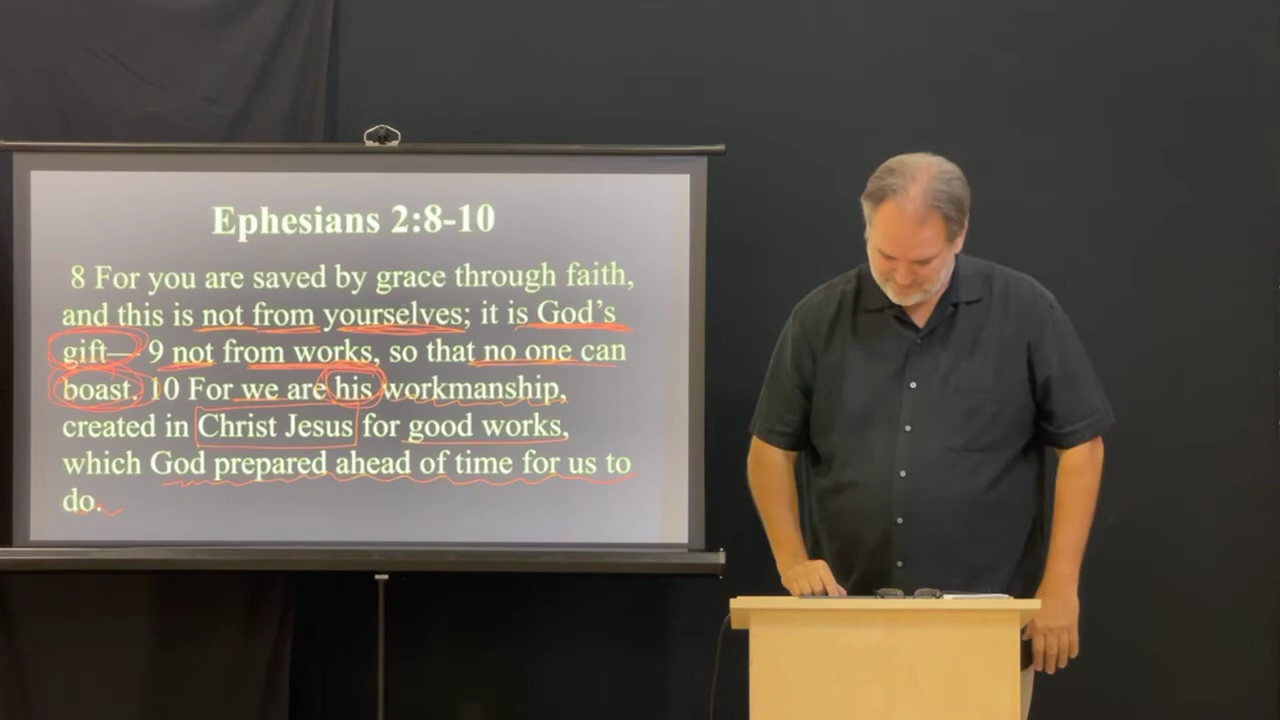 Ephesians 2:8-10
8 For you are saved by grace through faith,
and this is not from yourselves; it is God’s
gift— 9 not from works, so that no one can
boast. 10 For we are his workmanship,
created in Christ Jesus for good works,
which God prepared ahead of time for us to
do.